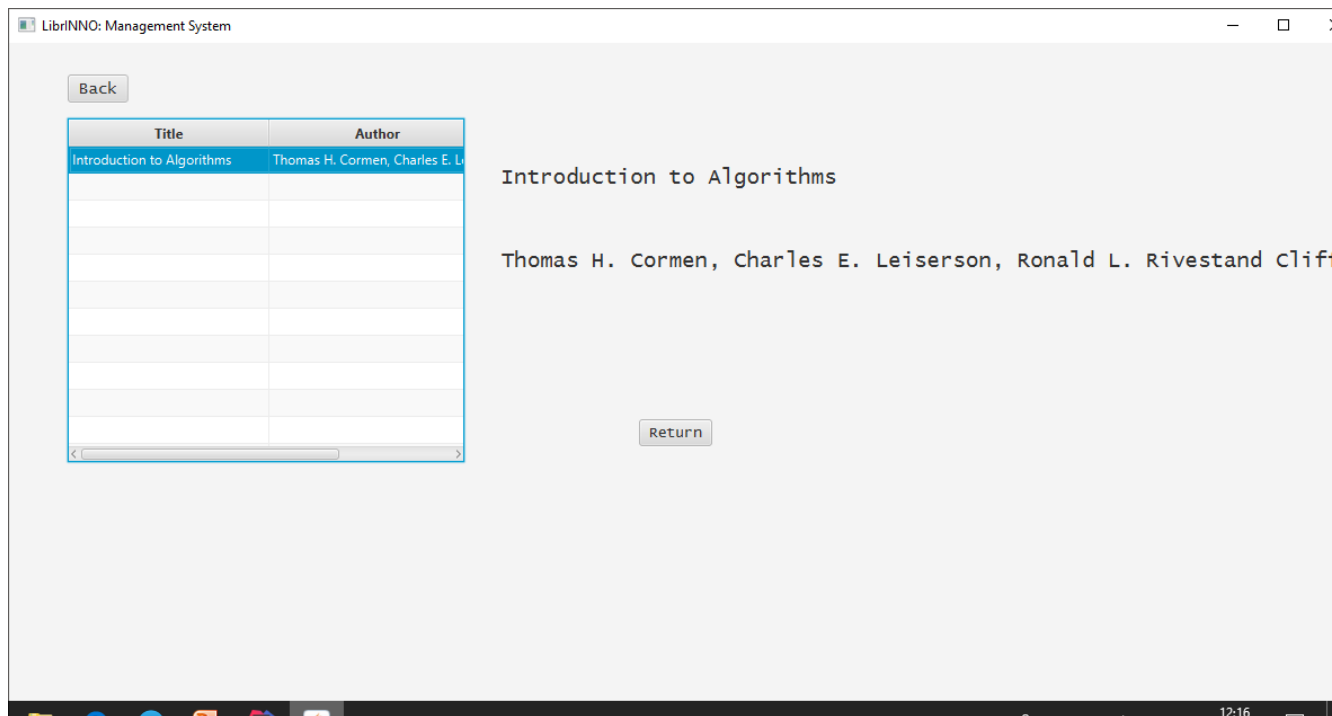 LibrINNO: Management System
Back
Title Author
Introduction to Algorithms Thomas H. Cormen, Charles E. L
Introduction to Algorithms
Thomas H. Cormen, Charles E. Leiserson, Ronald L. Rivestand Clif
Return
12:16